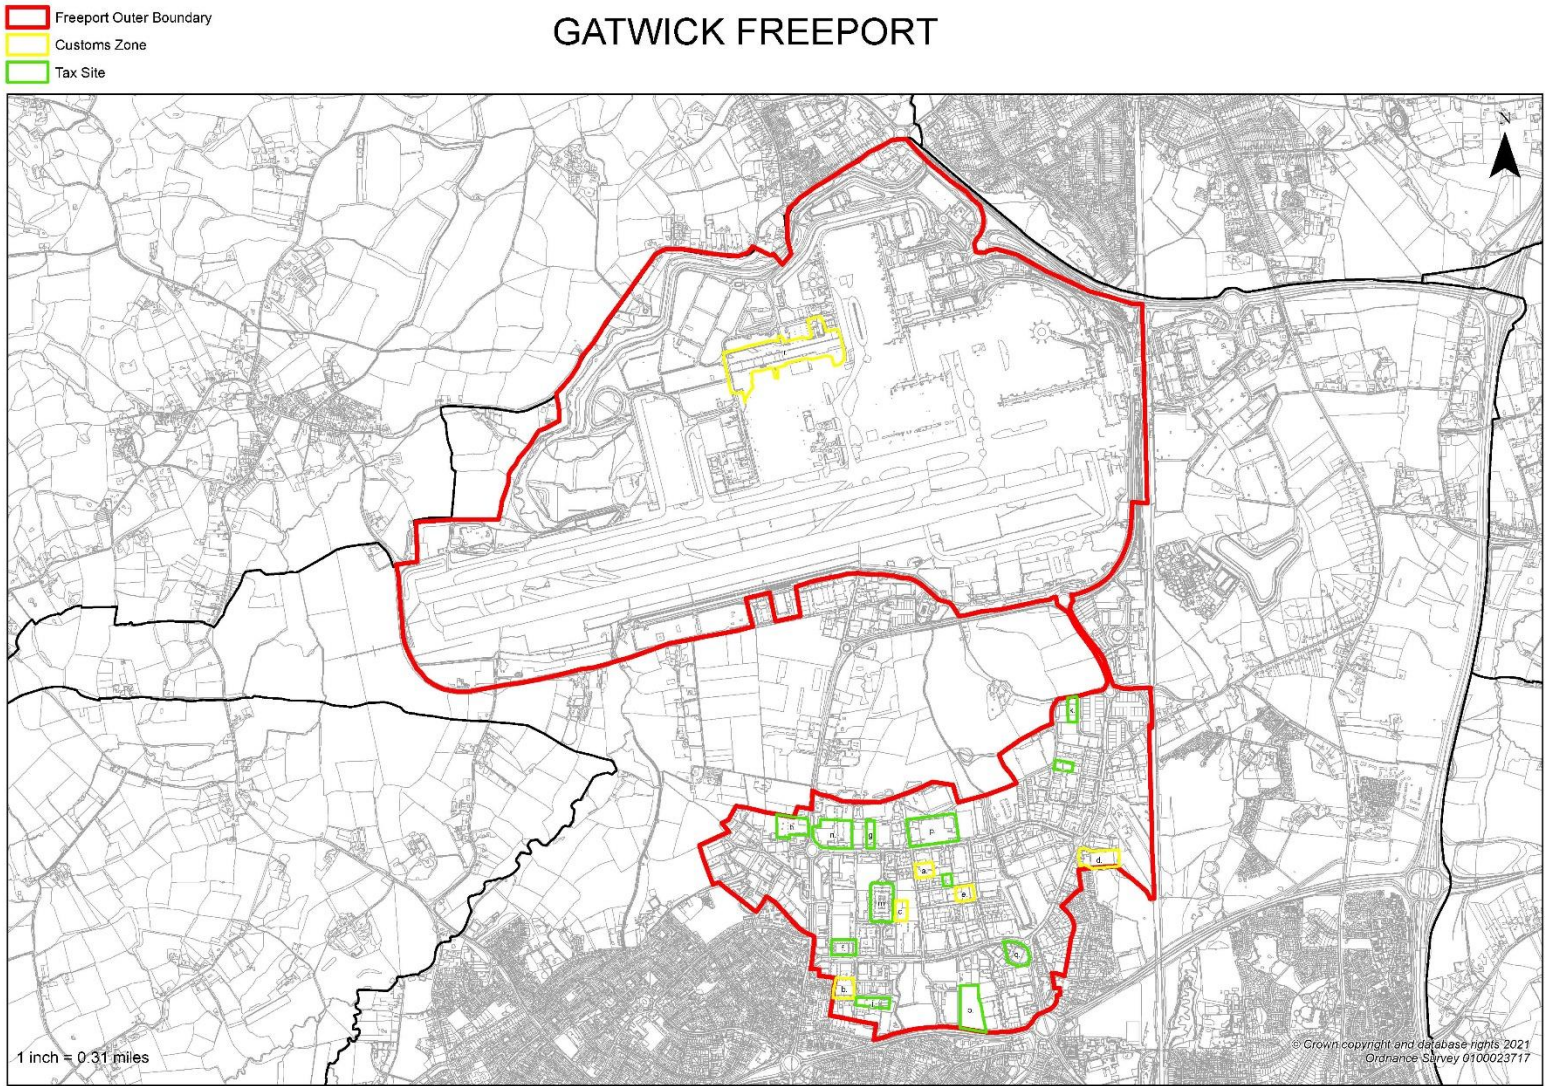 Freeport Outer Boundary
GATWICK FREEPORT
Customs Zone
Tax Site
N
r.
k.
h.
n.
g
p.
a.
e.
d.
m
c.
q.
b.
o.
1 inch = 0.31 miles
© Crown copyright and database rights 2021
Ordnance Survey 0100023717